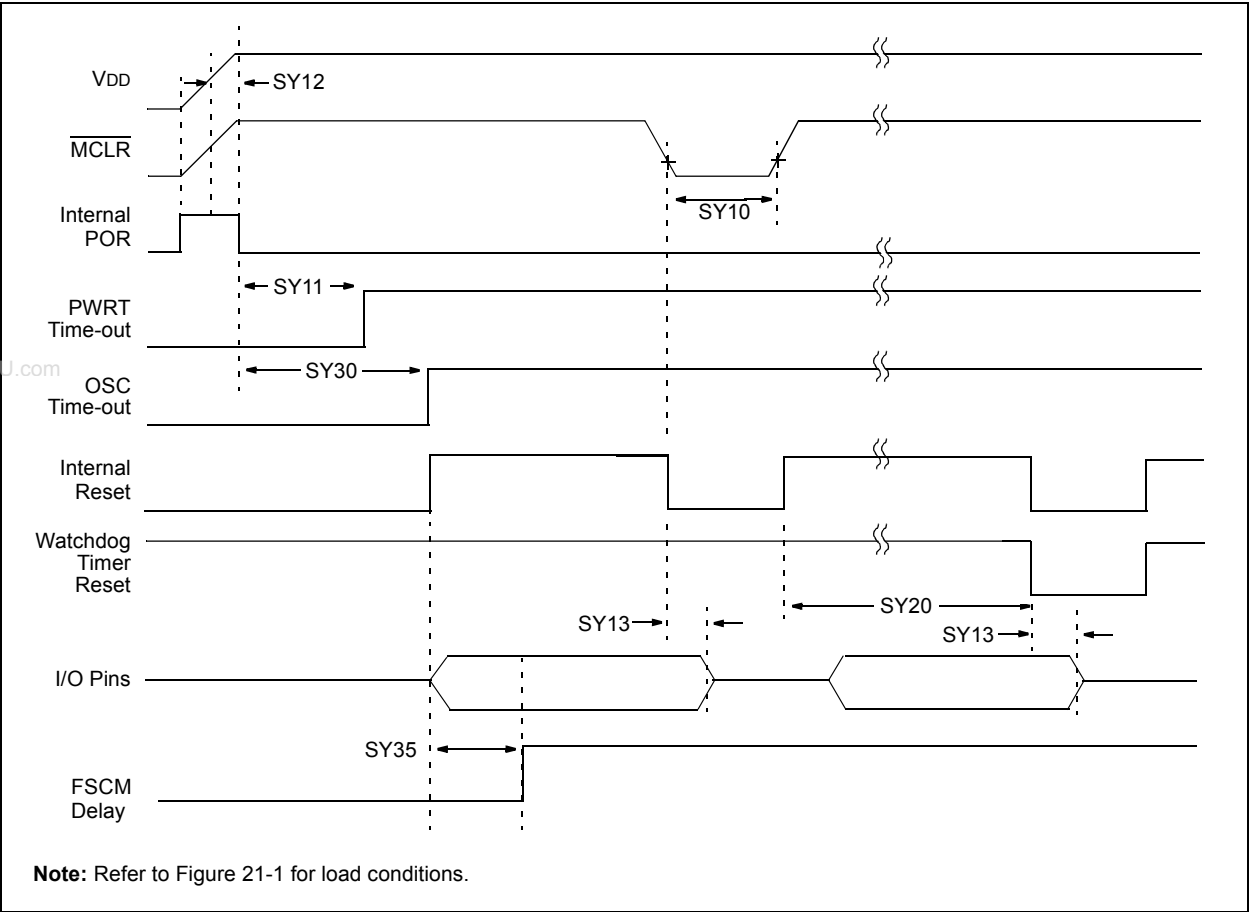 VDD
SY12
MCLR
SY10
Internal
POR
SY11
PWRT
Time-out
U.com
SY30
OSC
Time-out
Internal
Reset
Watchdog
Timer
Reset
SY20
SY13
SY13
I/O Pins
SY35
FSCM
Delay
Note: Refer to Figure 21-1 for load conditions.